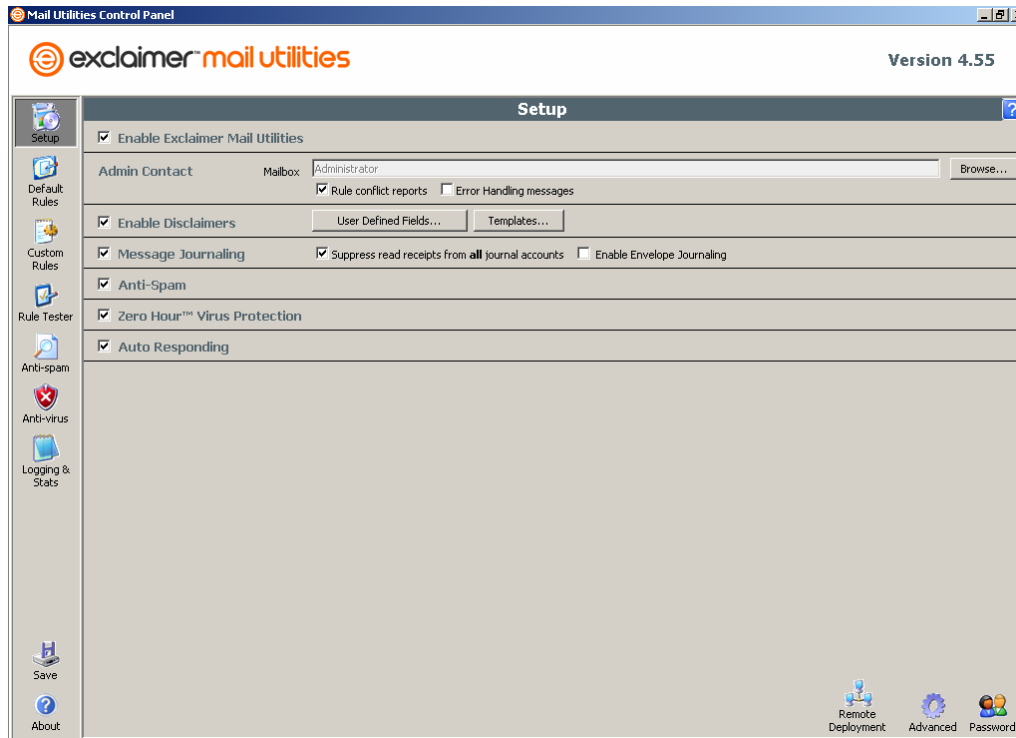 Mail Utilities Control Panel
exclaimer™ mail utilities
Version 4.55
Setup
Setup
Default
Rules
Custom
Rules
Rule Tester
Anti-spam
Anti-virus
Logging &
Stats
Save
About
Enable Exclaimer Mail Utilities
Admin Contact Mailbox Administrator Browse...
Rule conflict reports Error Handling messages
Enable Disclaimers User Defined Fields... Templates...
Message Journaling Suppress read receipts from all journal accounts Enable Envelope Journaling
Anti-Spam
Zero Hour™ Virus Protection
Auto Responding
Remote
Deployment
Advanced
Password